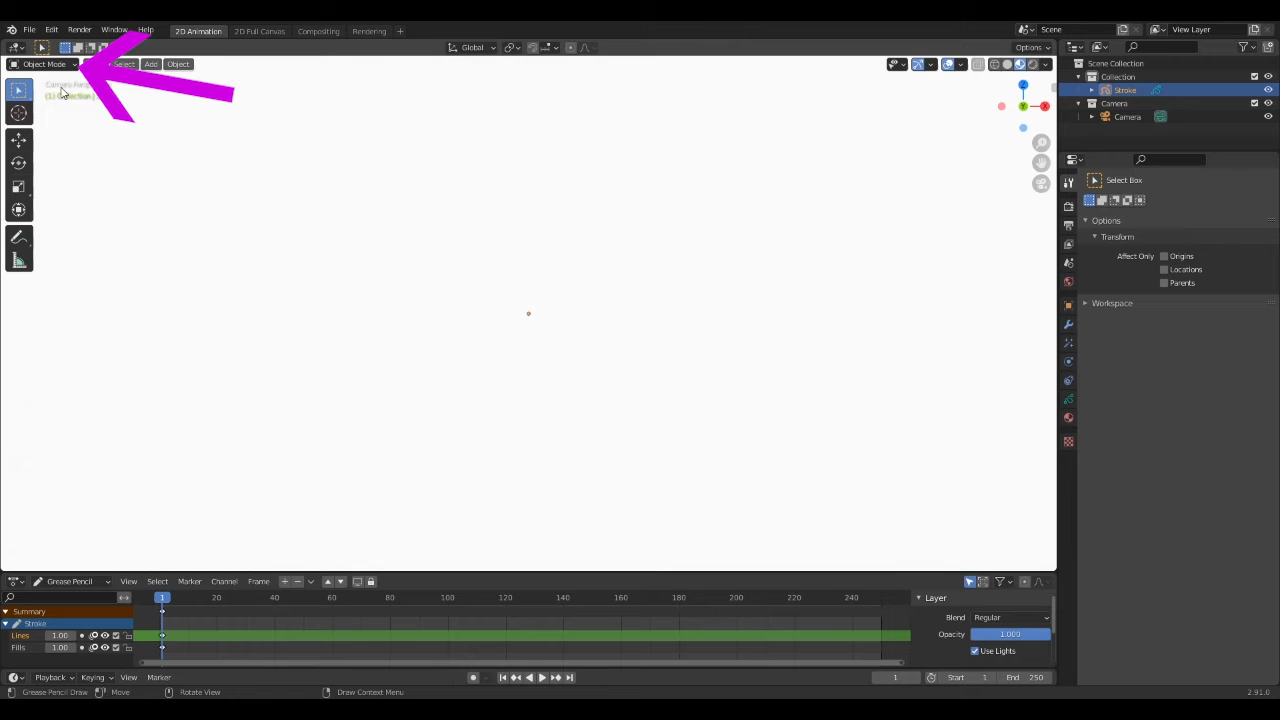 File Edit Render Window Help 2D Animation 2D Full Canvas Compositing Rendering + Scene View Layer
Global Options
Object Mode Select Add Object
Scene Collection
Collection
Stroke
Camera
Camera
Select Box
Options
Transform
Affect Only Origins
Locations
Parents
Workspace
Z
Y X
Grease Pencil View Select Marker Channel Frame
1 20 40 60 80 100 120 140 160 180 200 220 240
Summary
Stroke
Lines 1.00
Fills 1.00
Layer
Blend Regular
Opacity 1.000
Use Lights
Playback Keying View Marker 1 Start 1 End 250
Grease Pencil Draw Move Rotate View Draw Context Menu 2.91.0